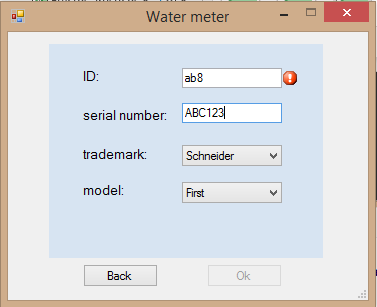 Water meter
ID: ab8
serial number: ABC123
trademark: Schneider
model: First
Back Ok